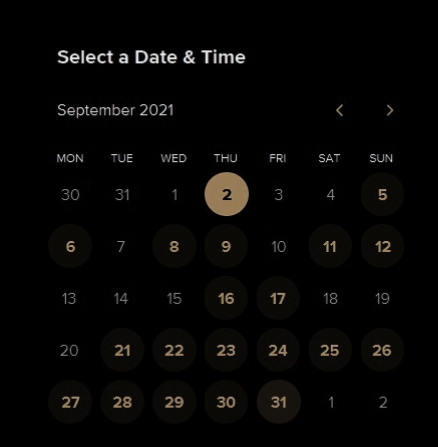 Select a Date & Time
September 2021
MON TUE WED THU FRI SAT SUN
30 31 1 2 3 4 5
6 7 8 9 10 11 12
13 14 15 16 17 18 19
20 21 22 23 24 25 26
27 28 29 30 31 1 2